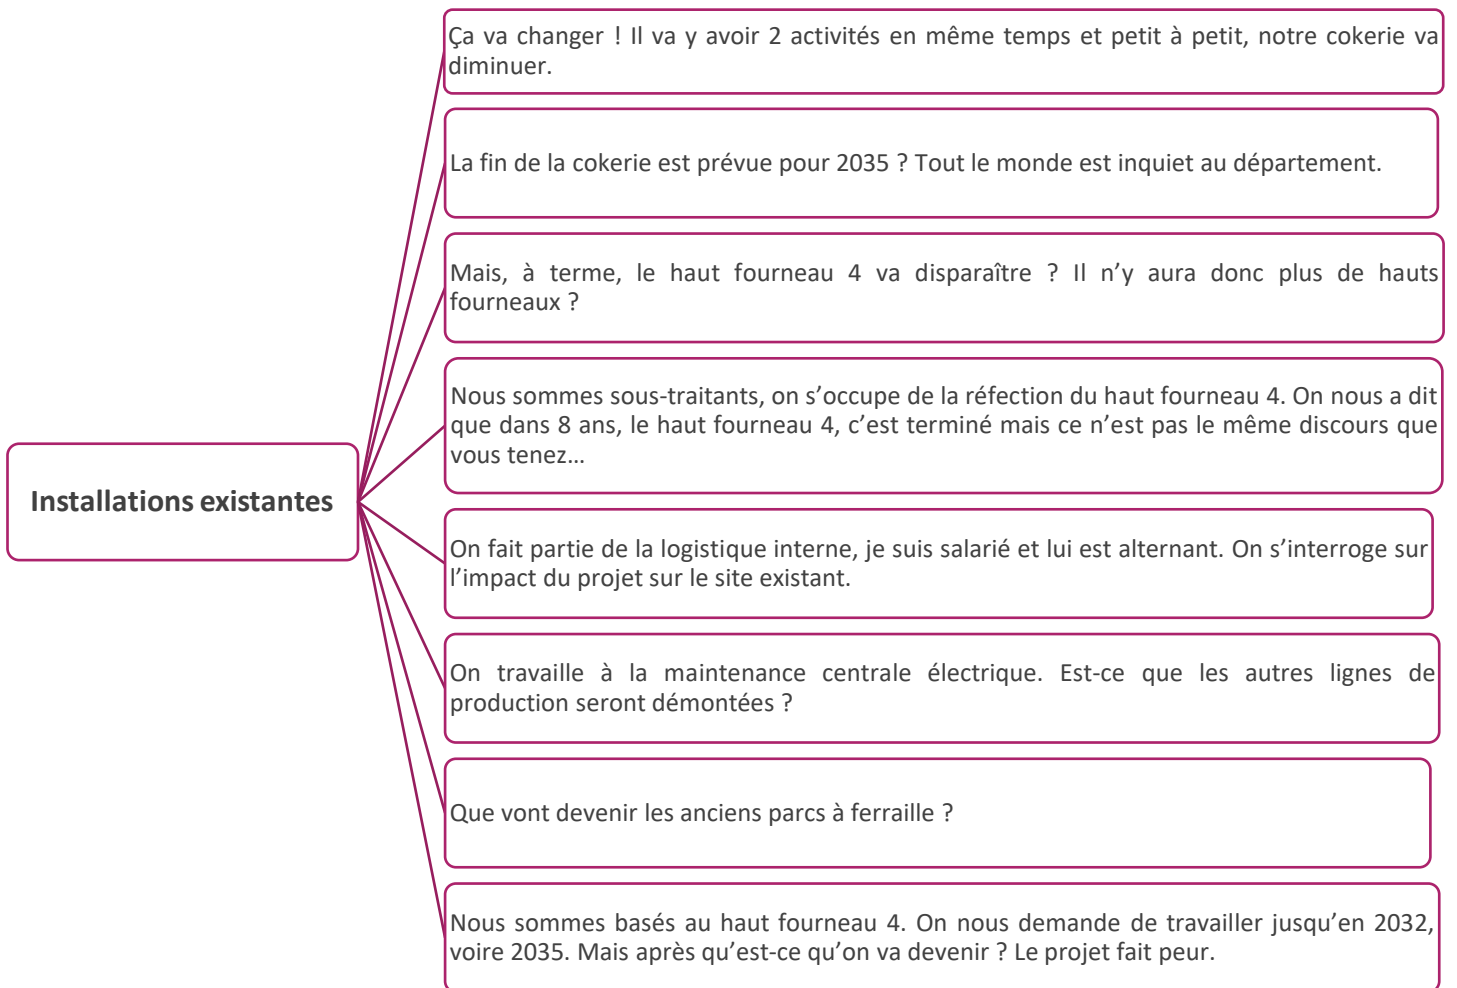 Ça va changer ! Il va y avoir 2 activités en même temps et petit à petit, notre cokerie va
diminuer.
La fin de la cokerie est prévue pour 2035 ? Tout le monde est inquiet au département.
Mais, à terme, le haut fourneau 4 va disparaître ? Il n’y aura donc plus de hauts
fourneaux ?
Nous sommes sous-traitants, on s’occupe de la réfection du haut fourneau 4. On nous a dit
que dans 8 ans, le haut fourneau 4, c’est terminé mais ce n’est pas le même discours que
vous tenez…
Installations existantes
On fait partie de la logistique interne, je suis salarié et lui est alternant. On s’interroge sur
l’impact du projet sur le site existant.
On travaille à la maintenance centrale électrique. Est-ce que les autres lignes de
production seront démontées ?
Que vont devenir les anciens parcs à ferraille ?
Nous sommes basés au haut fourneau 4. On nous demande de travailler jusqu’en 2032,
voire 2035. Mais après qu’est-ce qu’on va devenir ? Le projet fait peur.